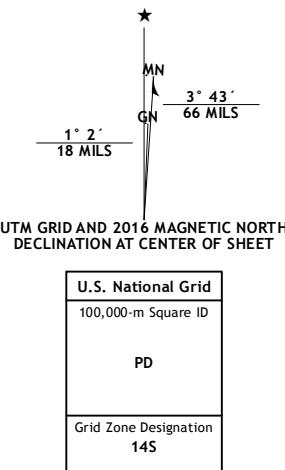 ★
MN
GN
3° 43´
66 MILS
1° 2´
18 MILS
UTM GRID AND 2016 MAGNETIC NORTH
DECLINATION AT CENTER OF SHEET
U.S. National Grid
100,000-m Square ID
PD
Grid Zone Designation
14S